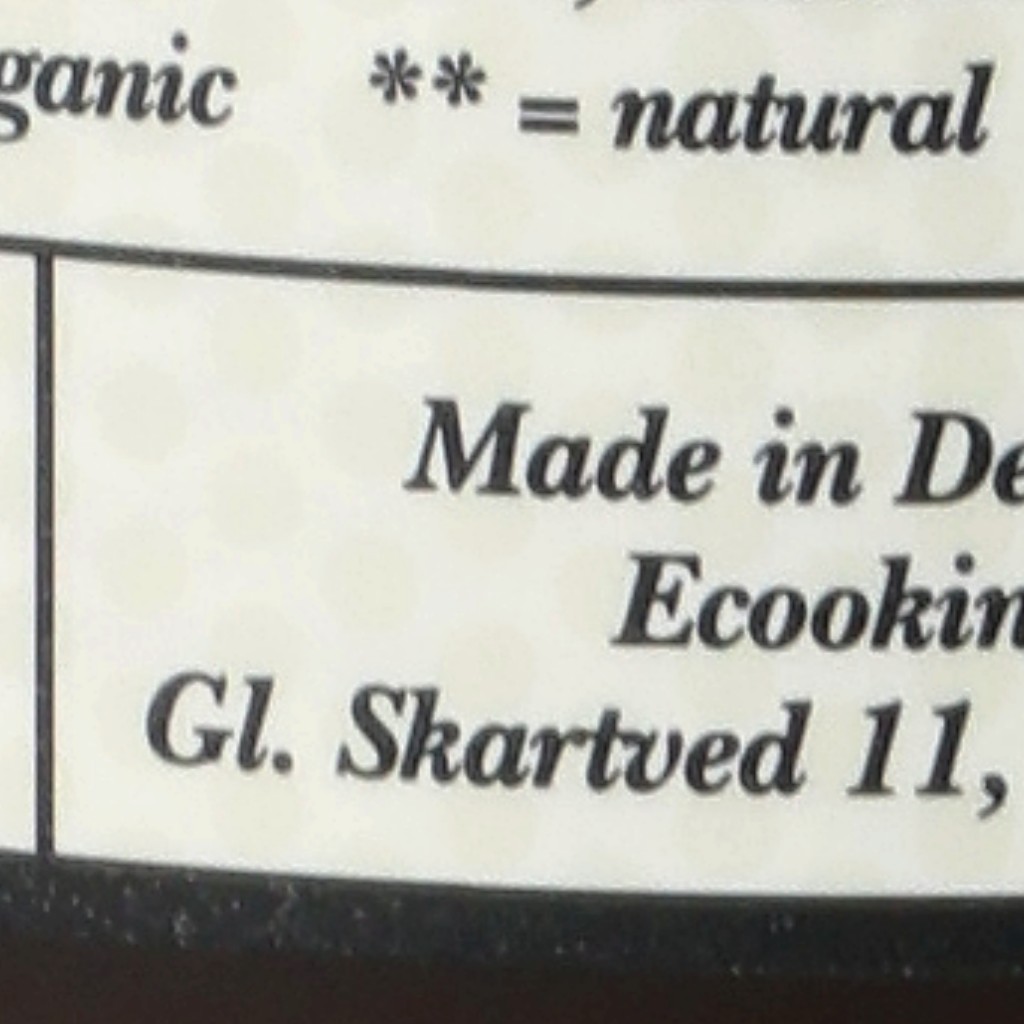 ganic ** = natural
Made in De
Ecookin
Gl. Skartved 11,